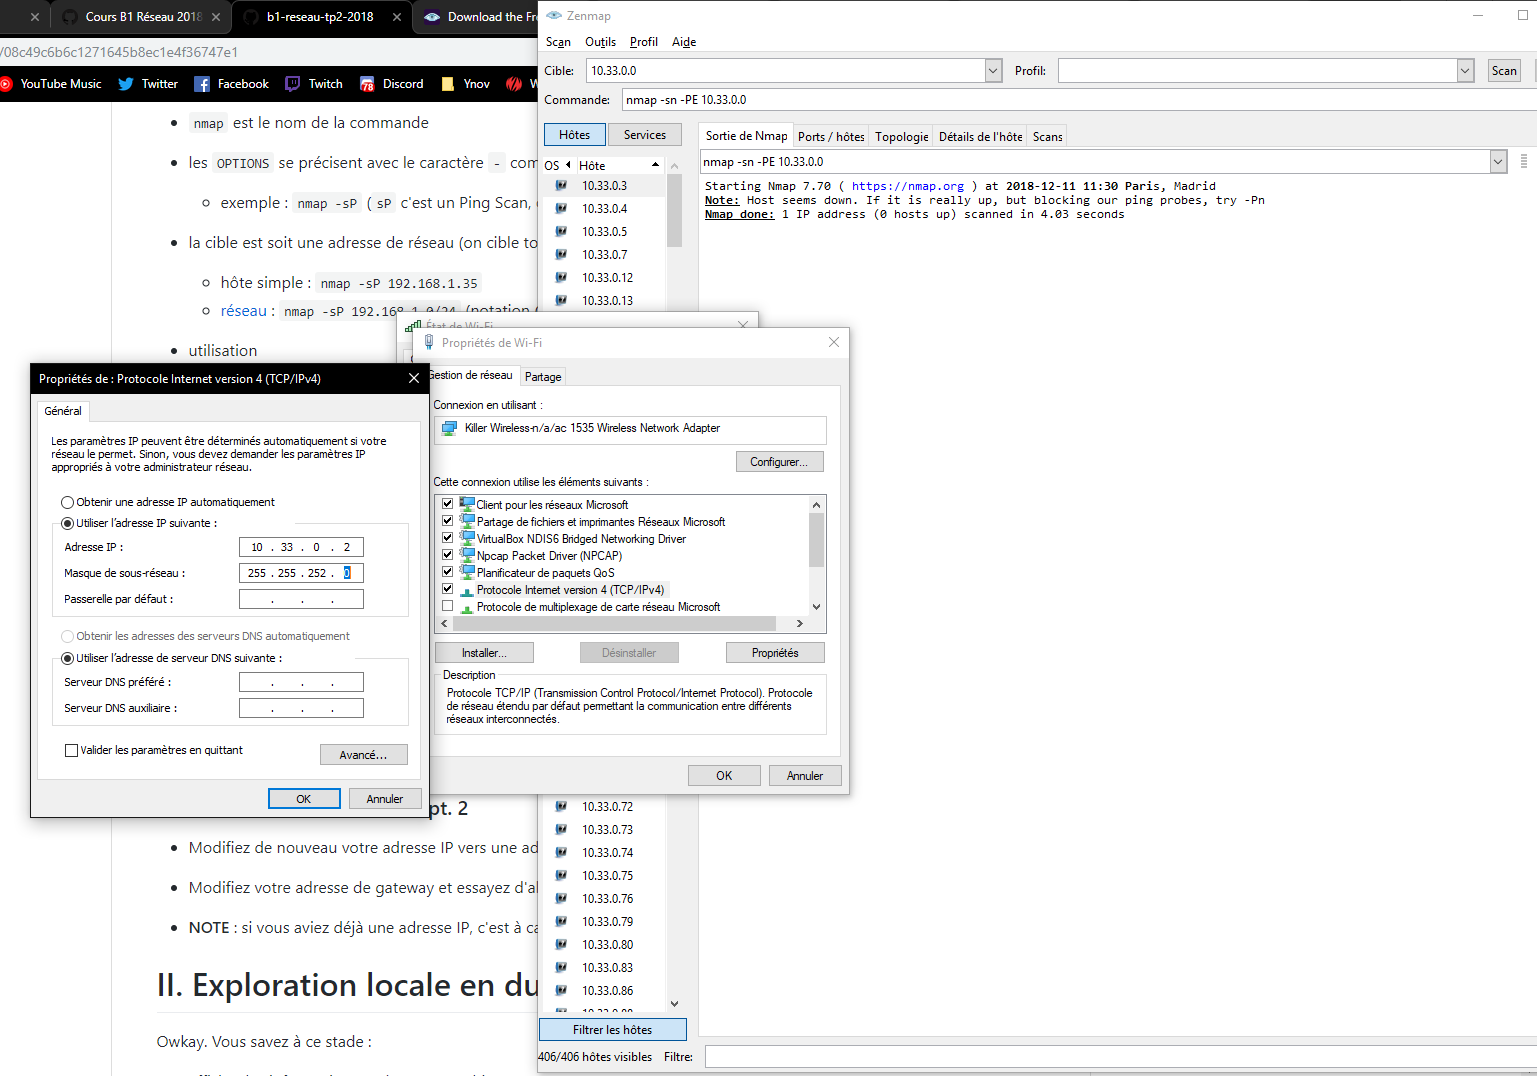 Cours B1 Réseau 2018
b1-reseau-tp2-2018
Download the Fre
/08c49c6b6c1271645b8ec1e4f36747e1
YouTube Music
Twitter
Facebook
Twitch
78
Discord
Ynov
W
nmap est le nom de la commande
les OPTIONS se précisent avec le caractère - com
exemple : nmap -sP ( sP c'est un Ping Scan,
la cible est soit une adresse de réseau (on cible to
hôte simple : nmap -sP 192.168.1.35
réseau : nmap -sP 192.168.1.0/24 (notation
utilisation
Zenmap
Scan Outils Profil Aide
Cible: 10.33.0.0 Profil: Scan
Commande: nmap -sn -PE 10.33.0.0
Hôtes Services
OS Hôte
10.33.0.3
10.33.0.4
10.33.0.5
10.33.0.7
10.33.0.12
10.33.0.13
Sortie de Nmap Ports / hôtes Topologie Détails de l'hôte Scans
nmap -sn -PE 10.33.0.0
Starting Nmap 7.70 ( https://nmap.org ) at 2018-12-11 11:30 Paris, Madrid
Note: Host seems down. If it is really up, but blocking our ping probes, try -Pn
Nmap done: 1 IP address (0 hosts up) scanned in 4.03 seconds
État de Wi-Fi
Propriétés de Wi-Fi
Gestion de réseau Partage
Connexion en utilisant :
Killer Wireless-n/a/ac 1535 Wireless Network Adapter
Configurer...
Cette connexion utilise les éléments suivants :
Client pour les réseaux Microsoft
Partage de fichiers et imprimantes Réseaux Microsoft
VirtualBox NDIS6 Bridged Networking Driver
Npcap Packet Driver (NPCAP)
Planificateur de paquets QoS
Protocole Internet version 4 (TCP/IPv4)
Protocole de multiplexage de carte réseau Microsoft
Installer... Désinstaller Propriétés
Description
Protocole TCP/IP (Transmission Control Protocol/Internet Protocol). Protocole
de réseau étendu par défaut permettant la communication entre différents
réseaux interconnectés.
OK Annuler
Propriétés de : Protocole Internet version 4 (TCP/IPv4)
Général
Les paramètres IP peuvent être déterminés automatiquement si votre
réseau le permet. Sinon, vous devez demander les paramètres IP
appropriés à votre administrateur réseau.
Obtenir une adresse IP automatiquement
Utiliser l'adresse IP suivante :
Adresse IP : 10 . 33 . 0 . 2
Masque de sous-réseau : 255 . 255 . 252 . 0
Passerelle par défaut : . . .
Obtenir les adresses des serveurs DNS automatiquement
Utiliser l'adresse de serveur DNS suivante :
Serveur DNS préféré : . . .
Serveur DNS auxiliaire : . . .
Valider les paramètres en quittant
Avancé...
OK Annuler
pt. 2
Modifiez de nouveau votre adresse IP vers une ad
Modifiez votre adresse de gateway et essayez d'al
NOTE : si vous aviez déjà une adresse IP, c'est à ca
II. Exploration locale en du
Owkay. Vous savez à ce stade :
10.33.0.72
10.33.0.73
10.33.0.74
10.33.0.75
10.33.0.76
10.33.0.79
10.33.0.80
10.33.0.83
10.33.0.86
Filtrer les hôtes
406/406 hôtes visibles Filtre: